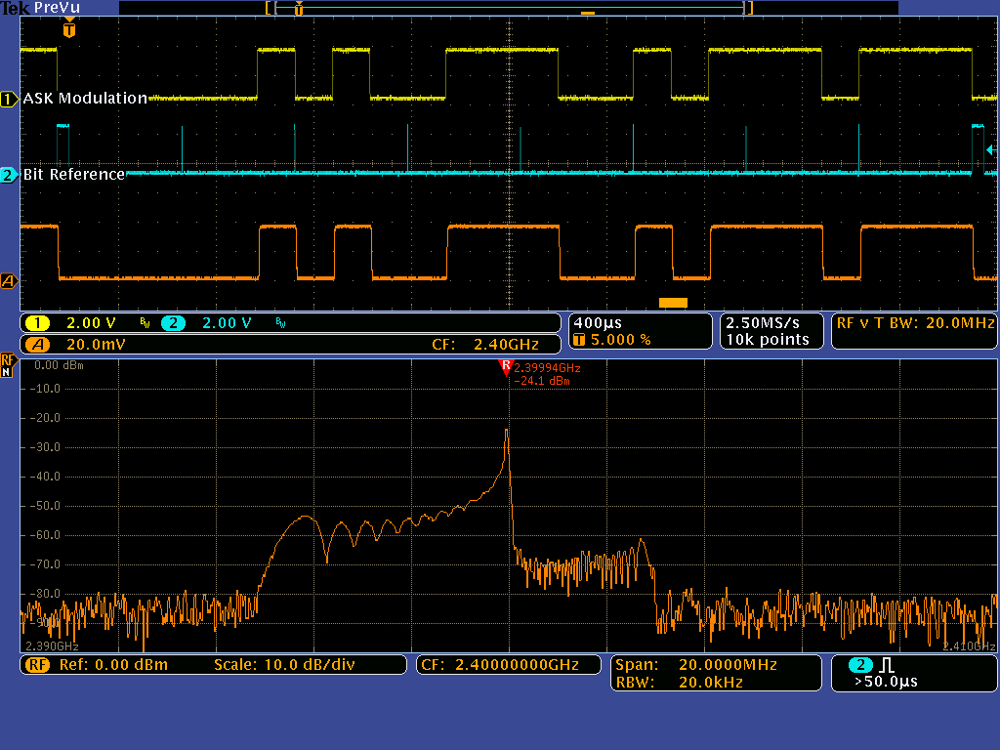 Tek PreVu
T
T
1 ASK Modulation
2 Bit Reference
A
1 2.00 V BW 2 2.00 V BW
A 20.0mV CF: 2.40GHz
400µs
T 5.000 %
2.50MS/s
10k points
RF v T BW: 20.0MHz
RF
N
0.00 dBm
R 2.39994GHz
-24.1 dBm
-10.0
-20.0
-30.0
-40.0
-50.0
-60.0
-70.0
-80.0
-90.0
2.390GHz 2.410GHz
RF Ref: 0.00 dBm Scale: 10.0 dB/div
CF: 2.40000000GHz
Span: 20.0000MHz
RBW: 20.0kHz
2
>50.0µs